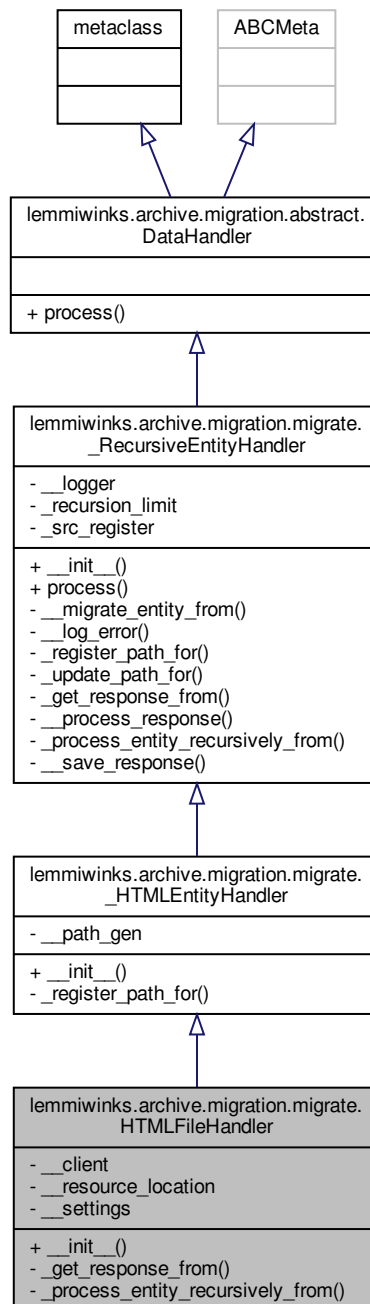 metaclass
ABCMeta
lemmiwinks.archive.migration.abstract.
DataHandler
+ process()
lemmiwinks.archive.migration.migrate.
_RecursiveEntityHandler
- __logger
- _recursion_limit
- _src_register
+ __init__()
+ process()
- __migrate_entity_from()
- __log_error()
- _register_path_for()
- _update_path_for()
- _get_response_from()
- __process_response()
- _process_entity_recursively_from()
- __save_response()
lemmiwinks.archive.migration.migrate.
_HTMLEntityHandler
- __path_gen
+ __init__()
- _register_path_for()
lemmiwinks.archive.migration.migrate.
HTMLFileHandler
- __client
- __resource_location
- __settings
+ __init__()
- _get_response_from()
- _process_entity_recursively_from()